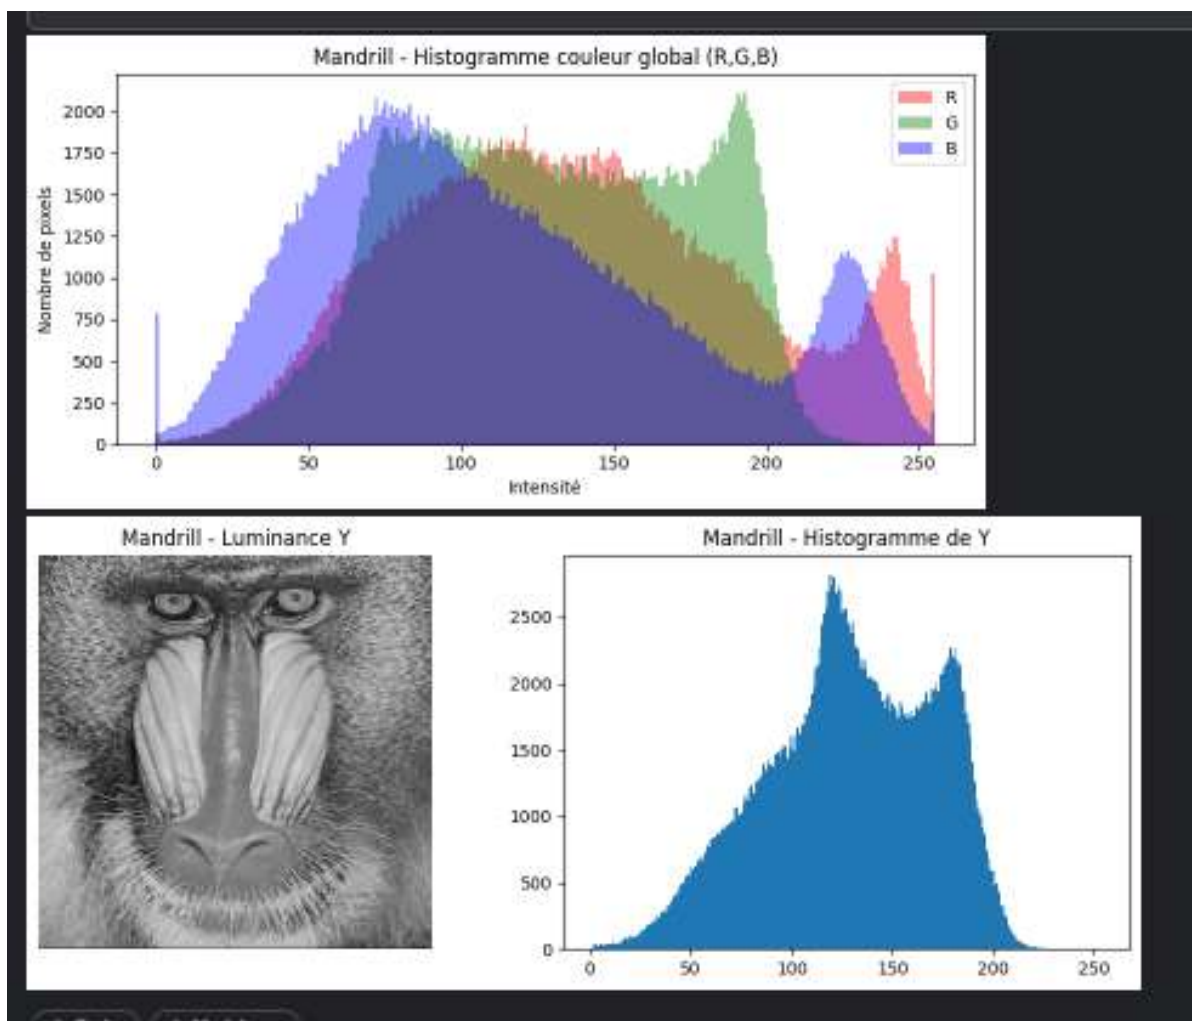 Mandrill - Histogramme couleur global (R,G,B)
R
G
B
2000
1750
1500
1250
1000
750
500
250
0
Nombre de pixels
0 50 100 150 200 250
Intensité
Mandrill - Luminance Y
Mandrill - Histogramme de Y
2500
2000
1500
1000
500
0
0 50 100 150 200 250